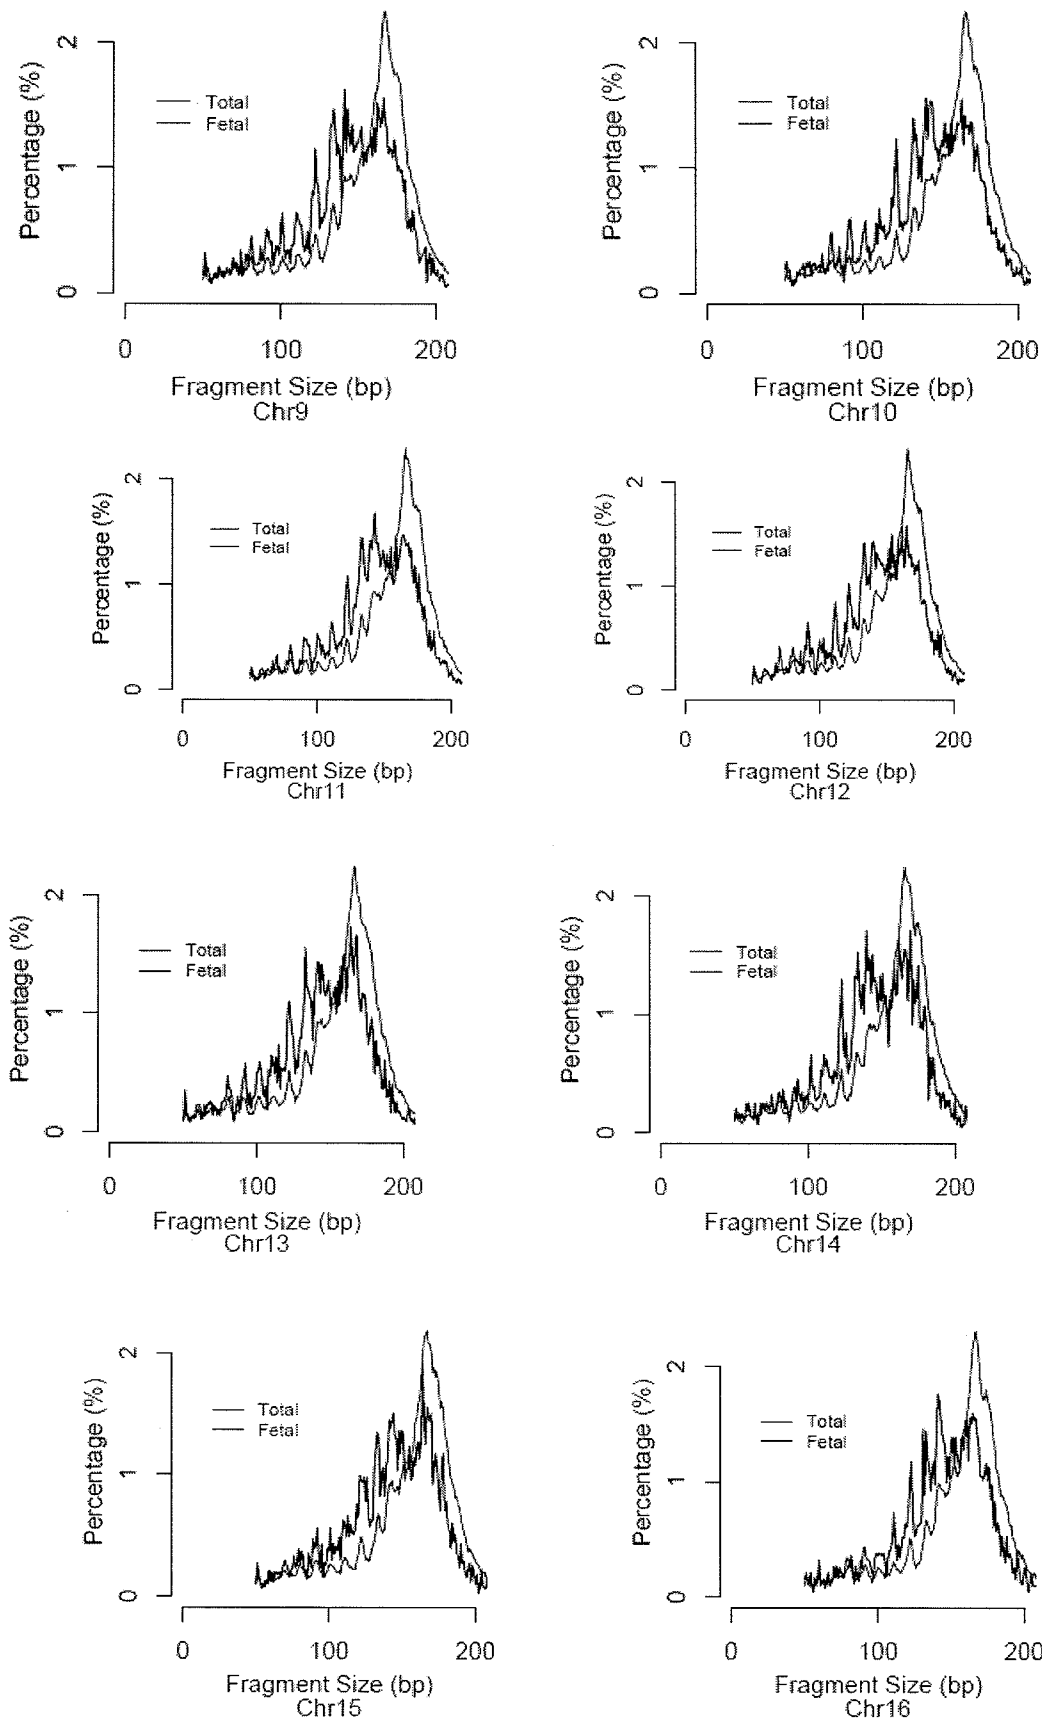 Percentage (%)
2
1
0
Total
Fetal
0 100 200
Fragment Size (bp)
Chr9
Percentage (%)
2
1
0
Total
Fetal
0 100 200
Fragment Size (bp)
Chr10
Percentage (%)
2
1
0
Total
Fetal
0 100 200
Fragment Size (bp)
Chr11
Percentage (%)
2
1
0
Total
Fetal
0 100 200
Fragment Size (bp)
Chr12
Percentage (%)
2
1
0
Total
Fetal
0 100 200
Fragment Size (bp)
Chr13
Percentage (%)
2
1
0
Total
Fetal
0 100 200
Fragment Size (bp)
Chr14
Percentage (%)
2
1
0
Total
Fetal
0 100 200
Fragment Size (bp)
Chr15
Percentage (%)
2
1
0
Total
Fetal
0 100 200
Fragment Size (bp)
Chr16